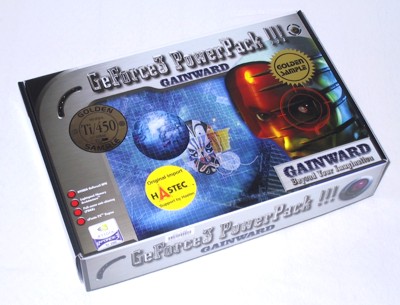 GeForce3 PowerPack !!!
GAINWARD
GOLDEN
SAMPLE
GOLDEN
Ti/450
SAMPLE
Original Import
HASTEC
GAINWARD
Beyond Your Imagination
GeForce3 PowerPack !!!
GAINWARD